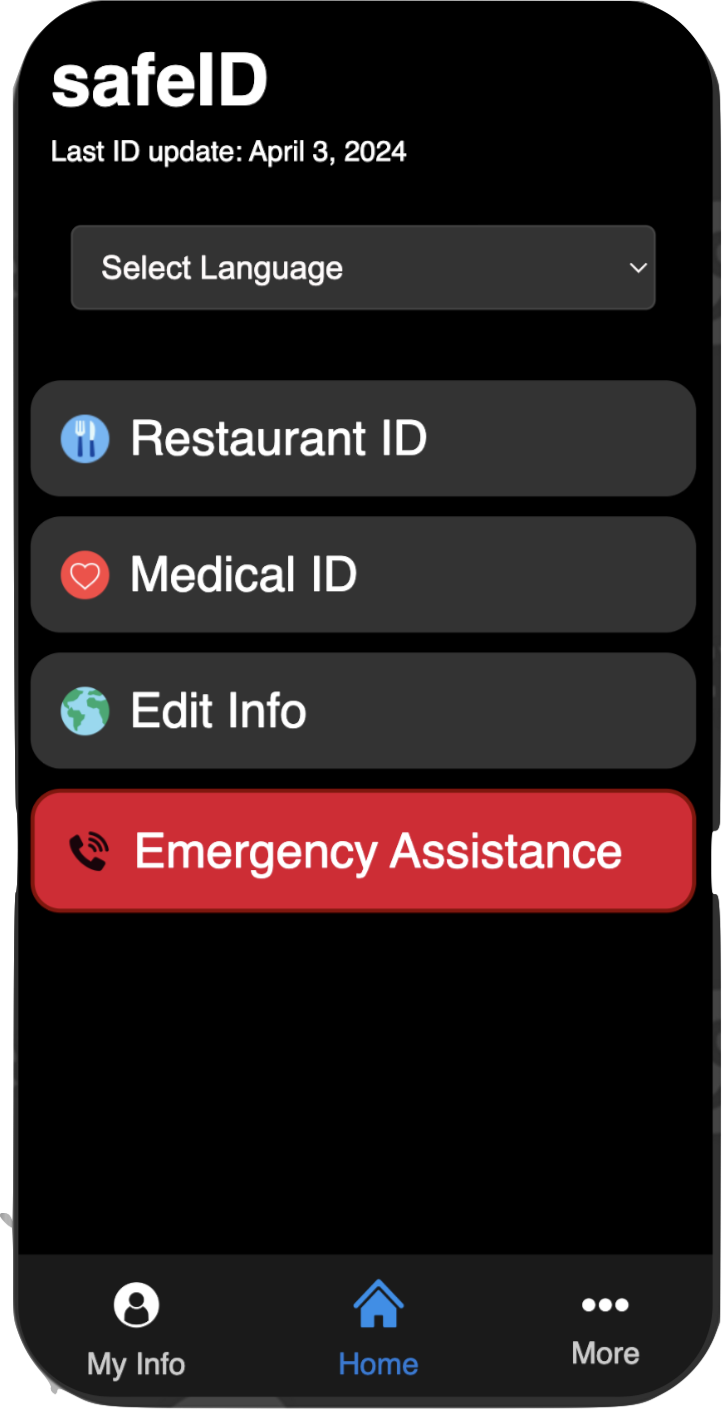 safeID
Last ID update: April 3, 2024
Select Language
Restaurant ID
Medical ID
Edit Info
Emergency Assistance
My Info
Home
More